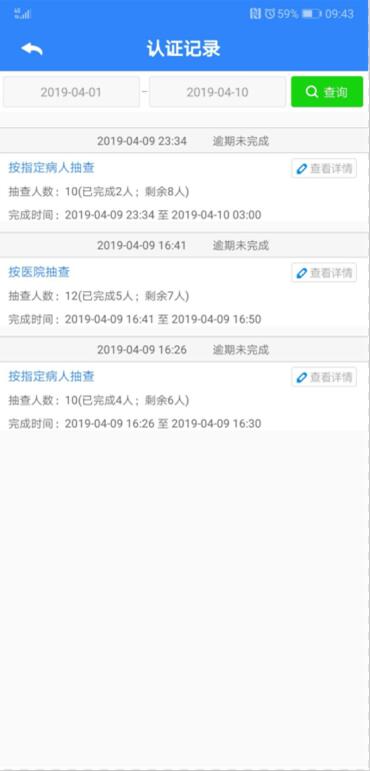 59% 09:43
认证记录
2019-04-01 - 2019-04-10 查询
2019-04-09 23:34 逾期未完成
按指定病人抽查 查看详情
抽查人数：10(已完成2人；剩余8人)
完成时间：2019-04-09 23:34 至 2019-04-10 03:00
2019-04-09 16:41 逾期未完成
按医院抽查 查看详情
抽查人数：12(已完成5人；剩余7人)
完成时间：2019-04-09 16:41 至 2019-04-09 16:50
2019-04-09 16:26 逾期未完成
按指定病人抽查 查看详情
抽查人数：10(已完成4人；剩余6人)
完成时间：2019-04-09 16:26 至 2019-04-09 16:30